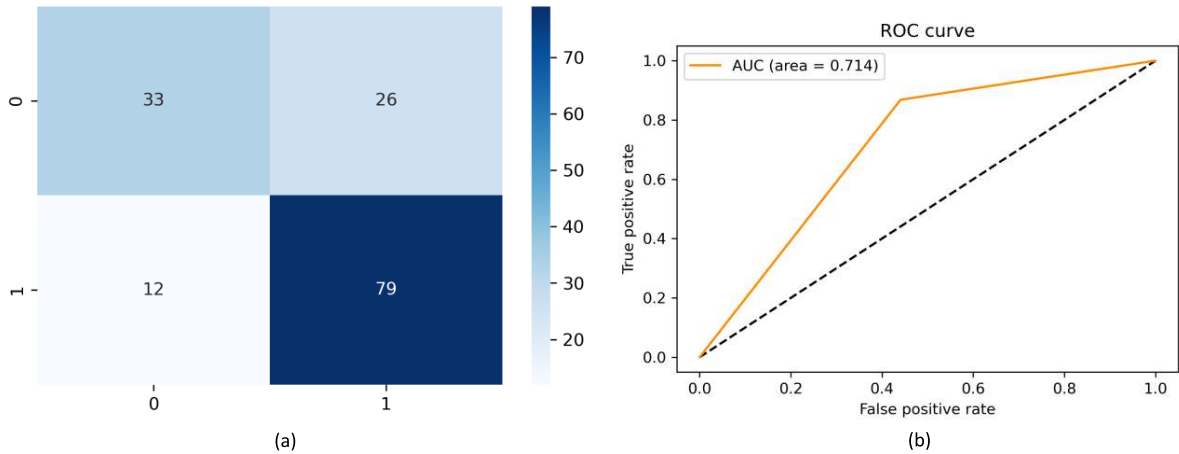 0
1
33
26
12
79
0
1
70
60
50
40
30
20
(a)
ROC curve
AUC (area = 0.714)
True positive rate
1.0
0.8
0.6
0.4
0.2
0.0
0.0 0.2 0.4 0.6 0.8 1.0
False positive rate
(b)